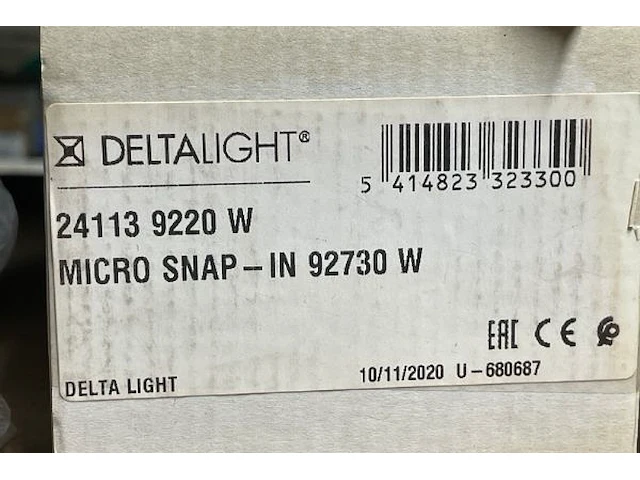 DELTALIGHT®
5 414823 323300
24113 9220 W
MICRO SNAP-IN 92730 W
EAC CE
10/11/2020 U-680687
DELTA LIGHT